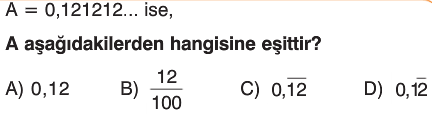 A = 0,121212... ise,
A aşağıdakilerden hangisine eşittir?
A) 0,12 B) 12/100 C) 0,1̅2̅ D) 0,12̅